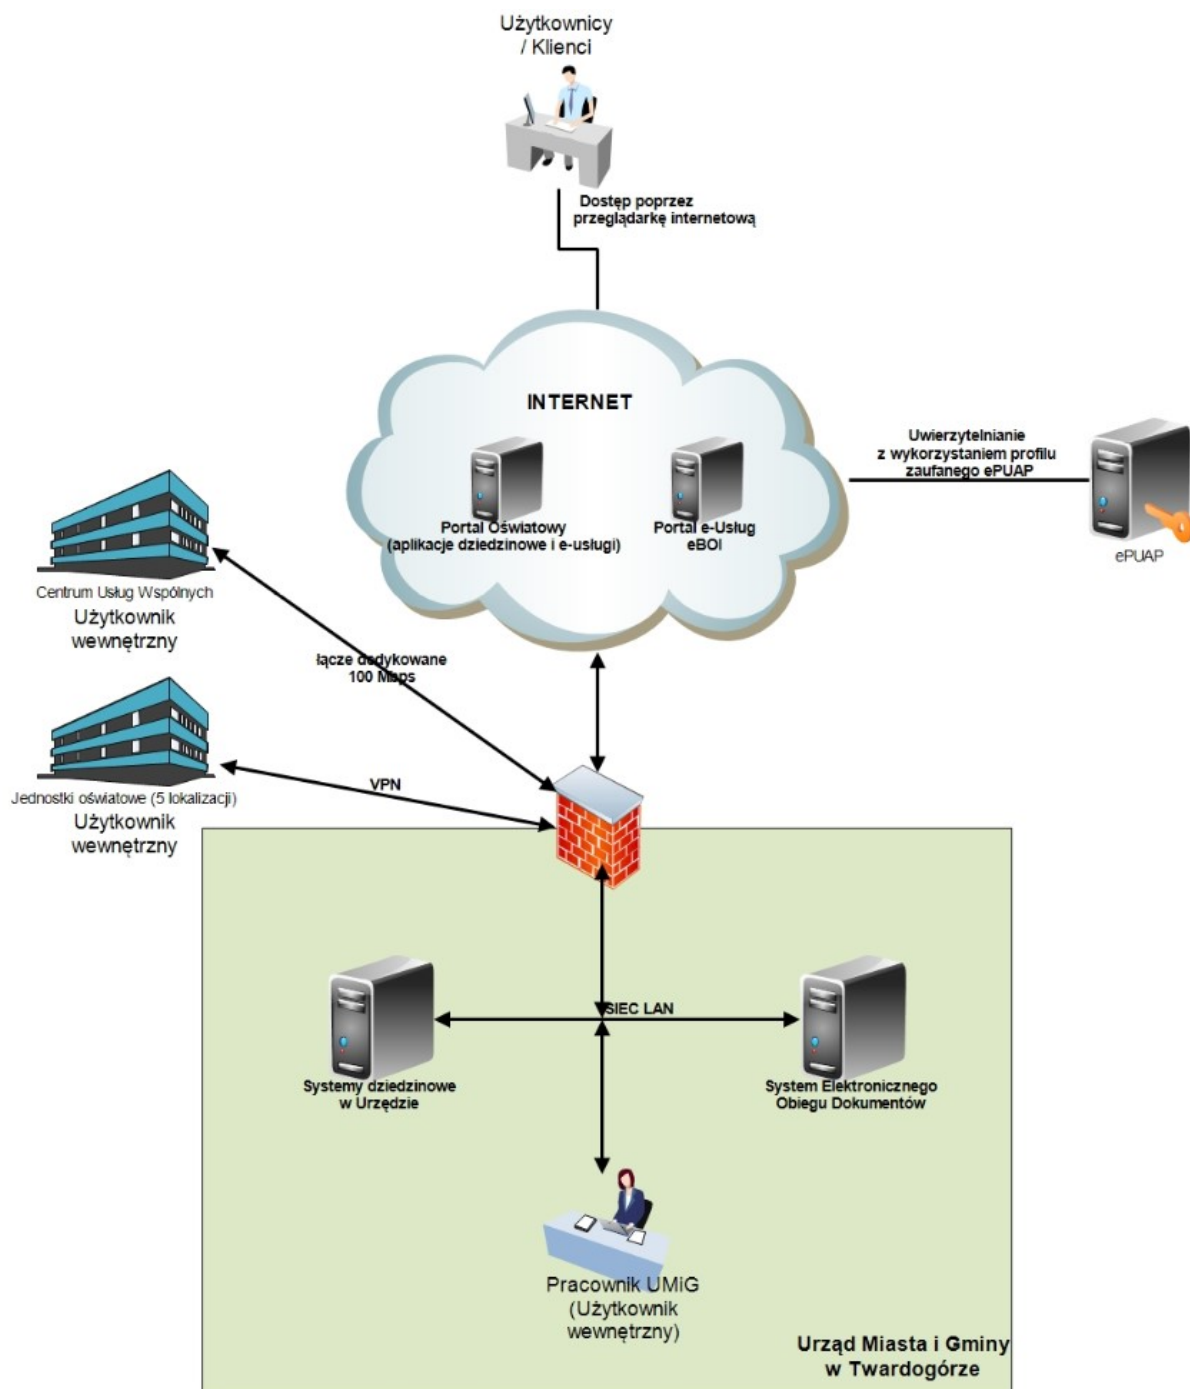 Użytkownicy
/ Klienci
Dostęp poprzez
przeglądarkę internetową
INTERNET
Portal Oświatowy
(aplikacje dziedzinowe i e-usługi)
Portal e-Usług
eBOI
Uwierzytelnianie
z wykorzystaniem profilu
zaufanego ePUAP
ePUAP
Centrum Usług Wspólnych
Użytkownik
wewnętrzny
łącze dedykowane
100 Mbps
Jednostki oświatowe (5 lokalizacji)
Użytkownik
wewnętrzny
VPN
SIEC LAN
Systemy dziedzinowe
w Urzędzie
System Elektronicznego
Obiegu Dokumentów
Pracownik UMiG
(Użytkownik
wewnętrzny)
Urząd Miasta i Gminy
w Twardogórze